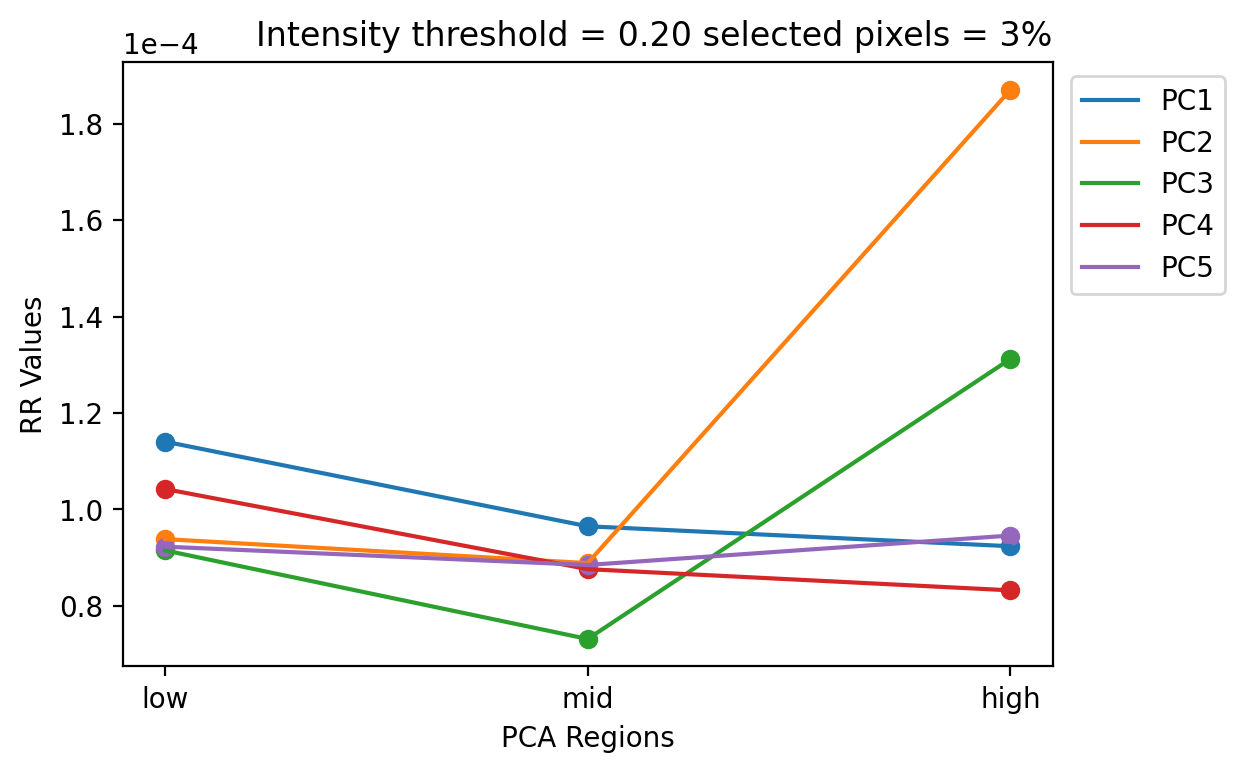 Intensity threshold = 0.20 selected pixels = 3%
1e−4
1.8
1.6
1.4
1.2
1.0
0.8
RR Values
low
mid
high
PCA Regions
PC1
PC2
PC3
PC4
PC5